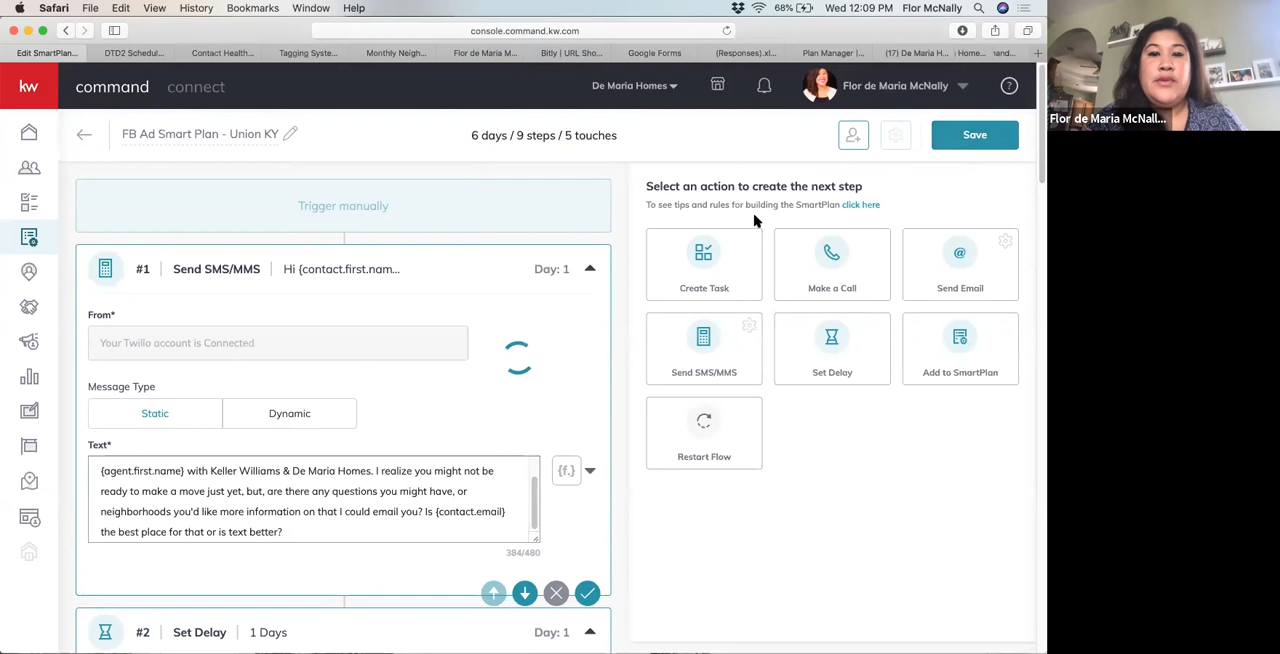 Safari File Edit View History Bookmarks Window Help
68% Wed 12:09 PM Flor McNally
console.command.kw.com
Edit SmartPlan... DTD2 Schedul... Contact Health... Tagging Syste... Monthly Neigh... Flor de Maria M... Bitly | URL Sho... Google Forms (Responses).xl... Plan Manager |... (17) De Maria H... Home... +
kw command connect De Maria Homes Flor de Maria McNally ?
Flor de Maria McNall...
FB Ad Smart Plan - Union KY 6 days / 9 steps / 5 touches Save
Trigger manually
Select an action to create the next step
To see tips and rules for building the SmartPlan click here
#1 Send SMS/MMS Hi {contact.first.nam... Day: 1
Create Task Make a Call @ Send Email
From*
Your Twilio account is Connected
Send SMS/MMS Set Delay Add to SmartPlan
Message Type
Static Dynamic
Text*
{agent.first.name} with Keller Williams & De Maria Homes. I realize you might not be
ready to make a move just yet, but, are there any questions you might have, or
neighborhoods you'd like more information on that I could email you? Is {contact.email}
the best place for that or is text better?
{f.}
Restart Flow
384/480
#2 Set Delay 1 Days Day: 1